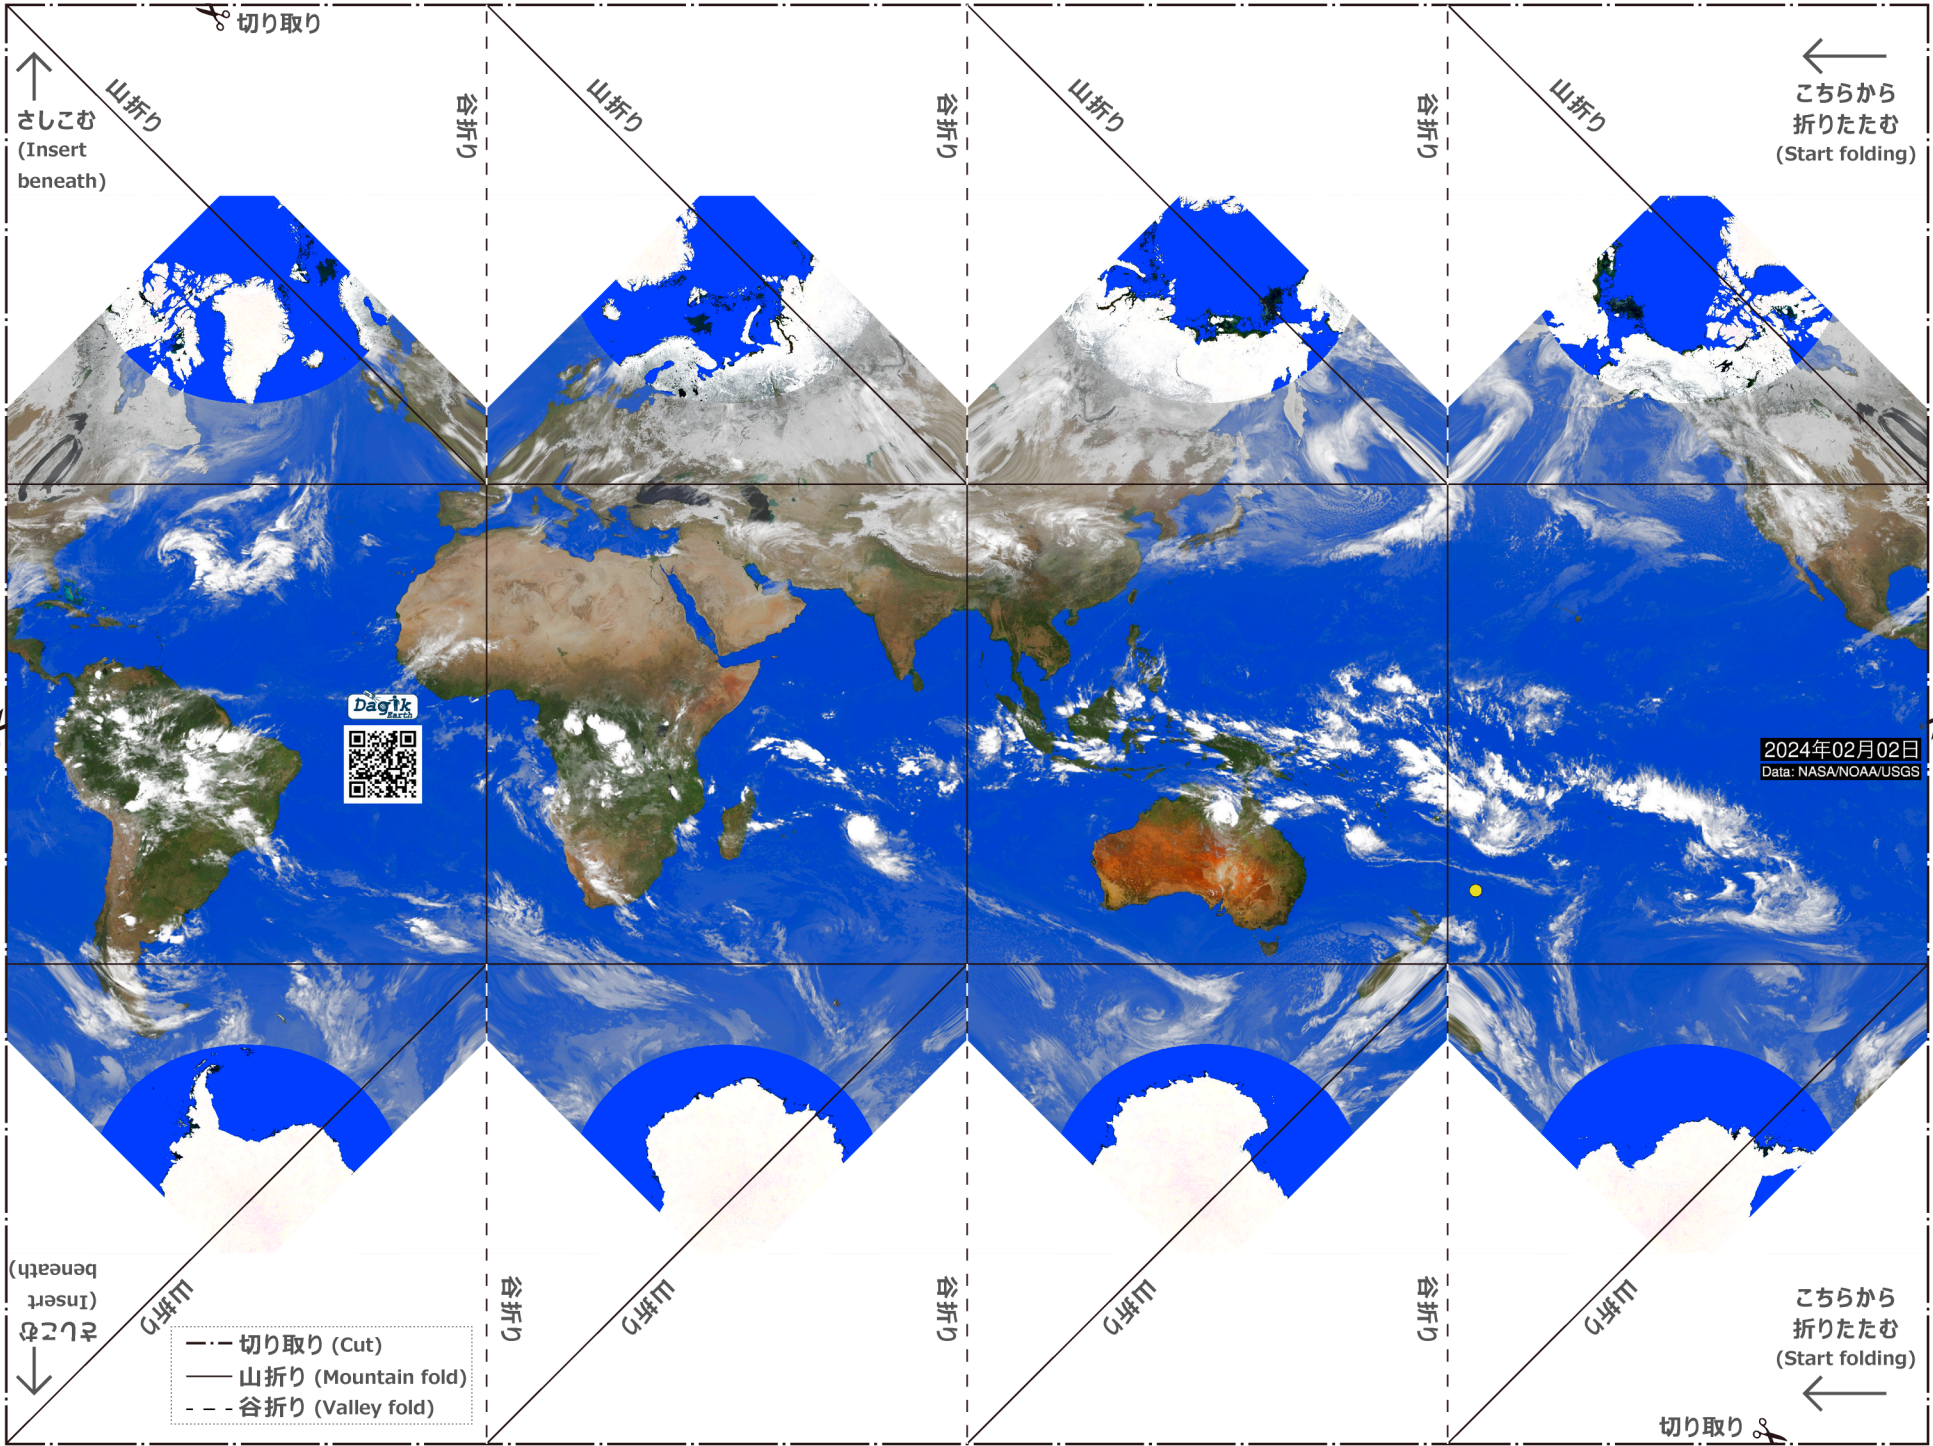 切り取り
山折り
谷折り
山折り
谷折り
山折り
谷折り
山折り
さしこむ
(Insert
beneath)
こちらから
折りたたむ
(Start folding)
Dagik
Earth
2024年02月02日
Data: NASA/NOAA/USGS
さしこむ
(Insert
beneath)
山折り
谷折り
山折り
谷折り
山折り
谷折り
山折り
こちらから
折りたたむ
(Start folding)
切り取り (Cut)
山折り (Mountain fold)
谷折り (Valley fold)
切り取り